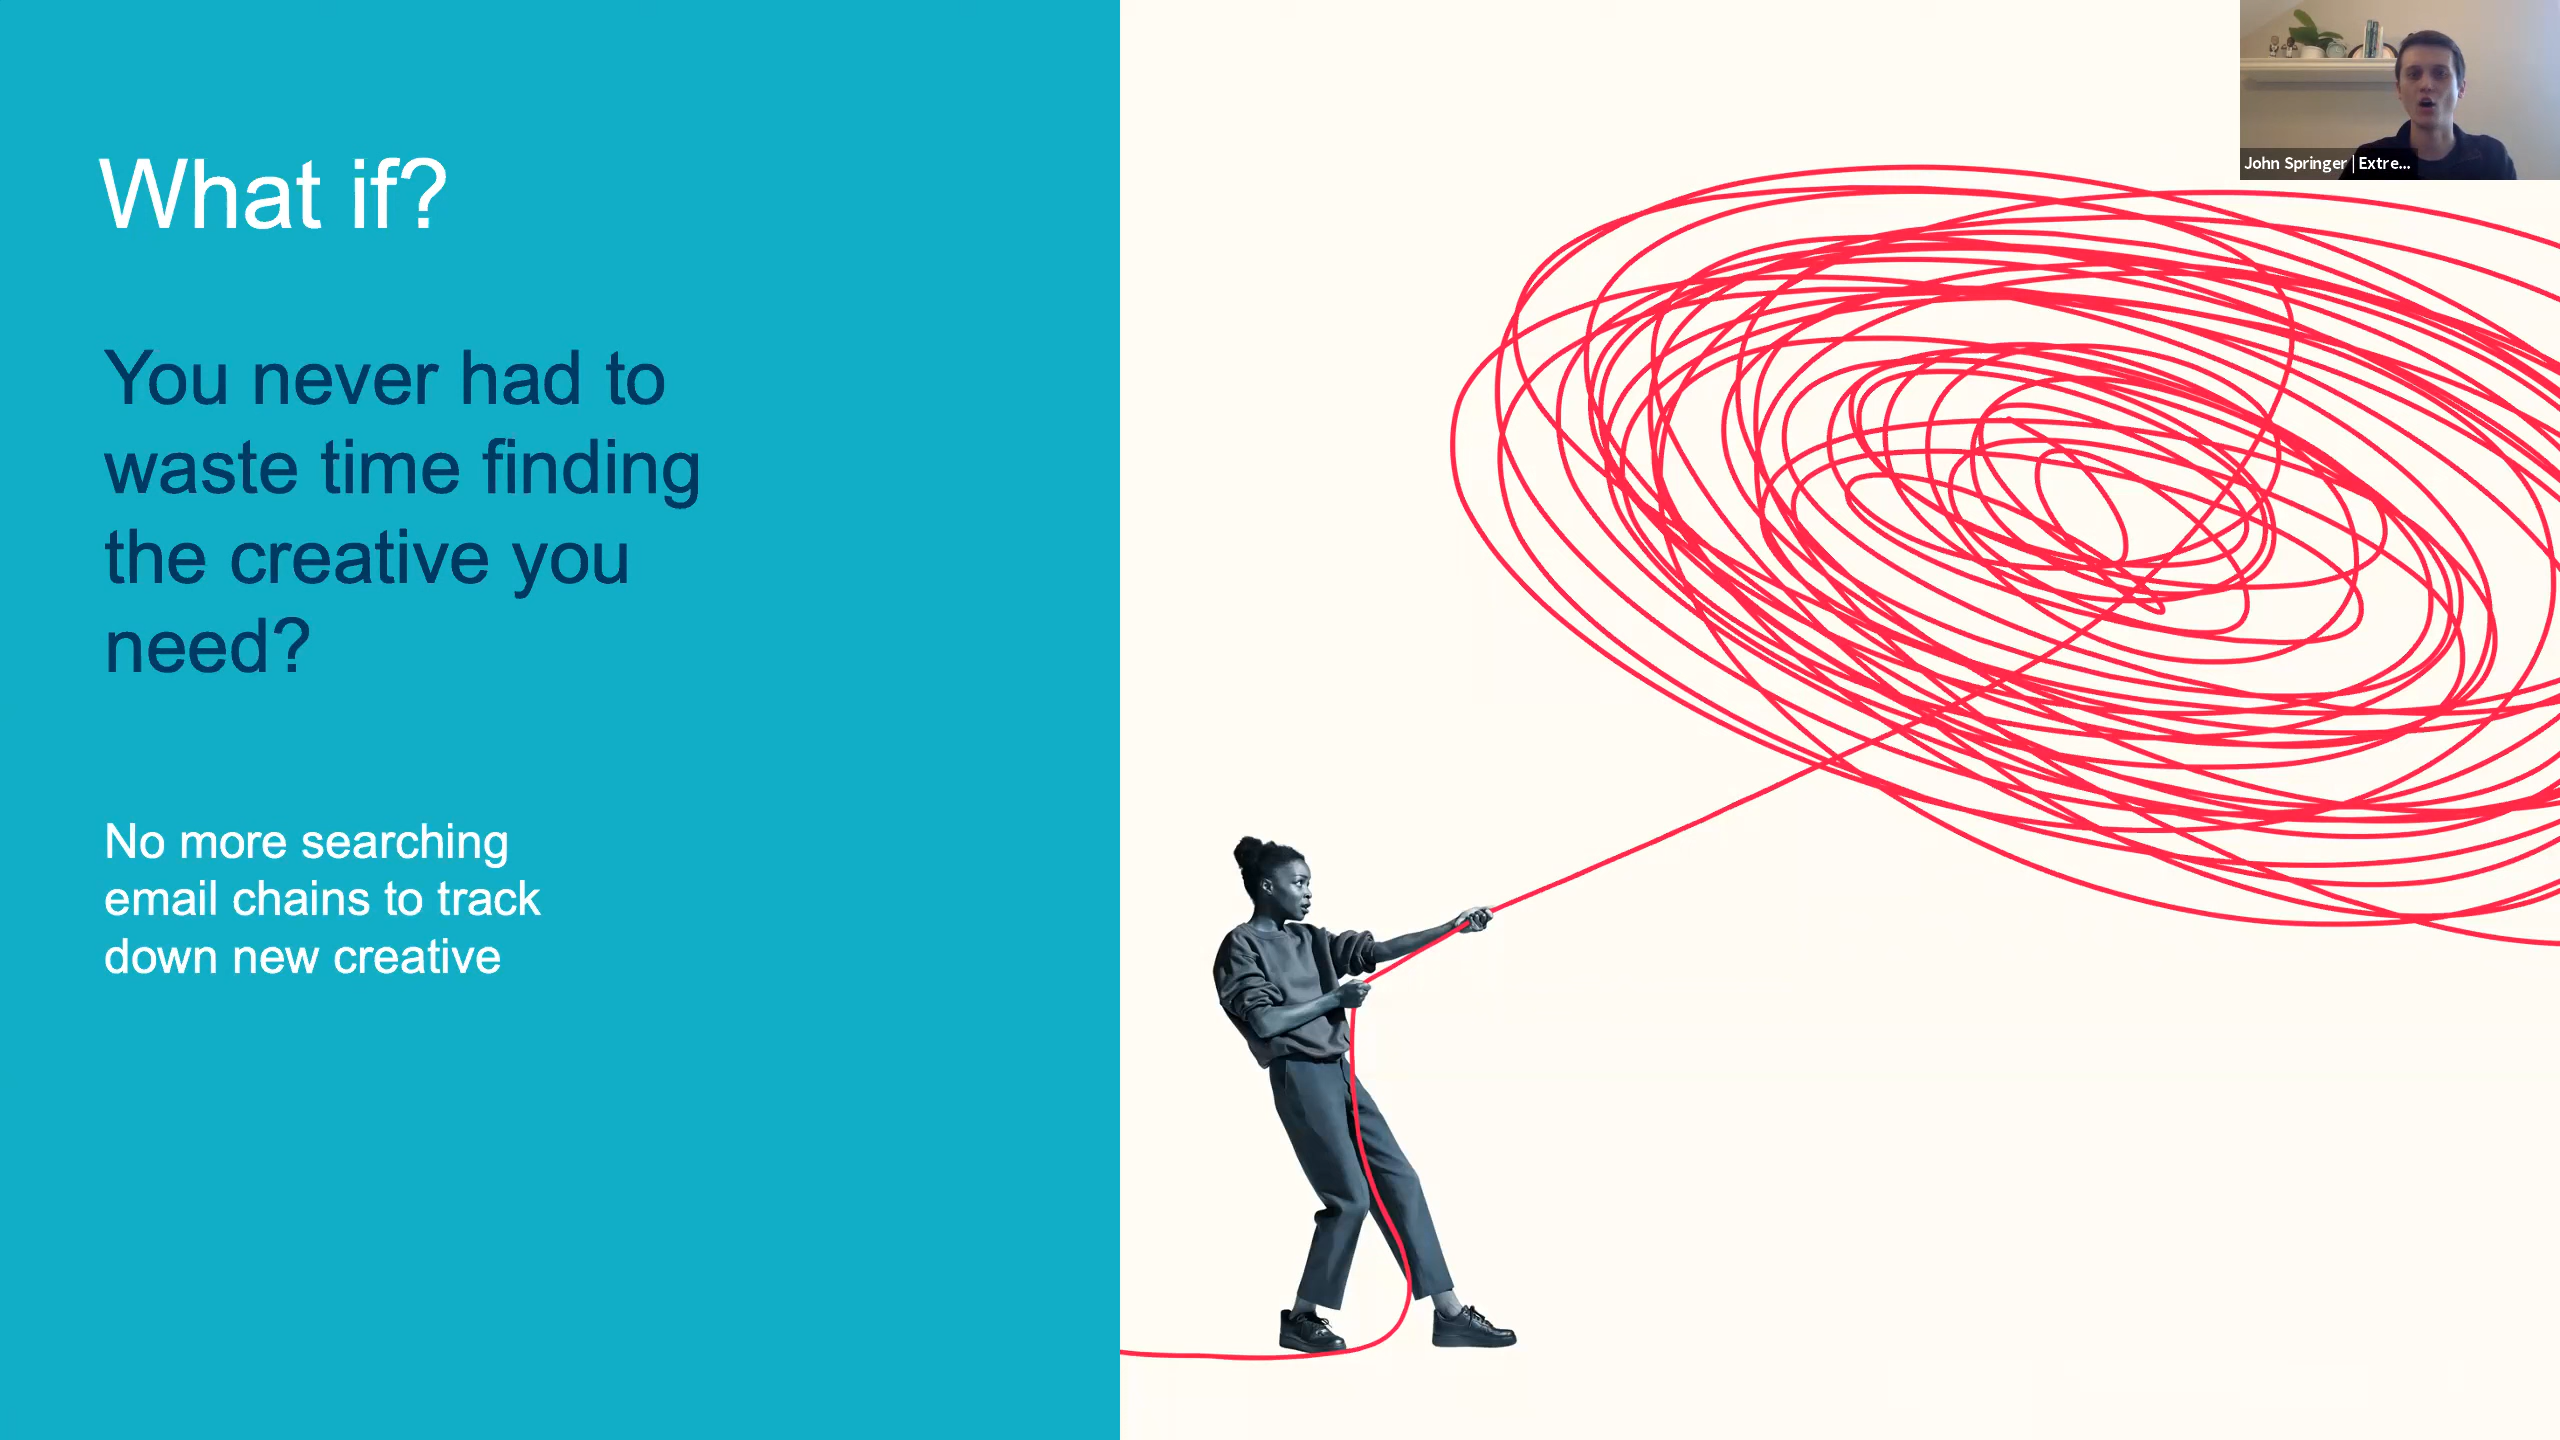 What if?
You never had to
waste time finding
the creative you
need?
No more searching
email chains to track
down new creative
John Springer | Extre...